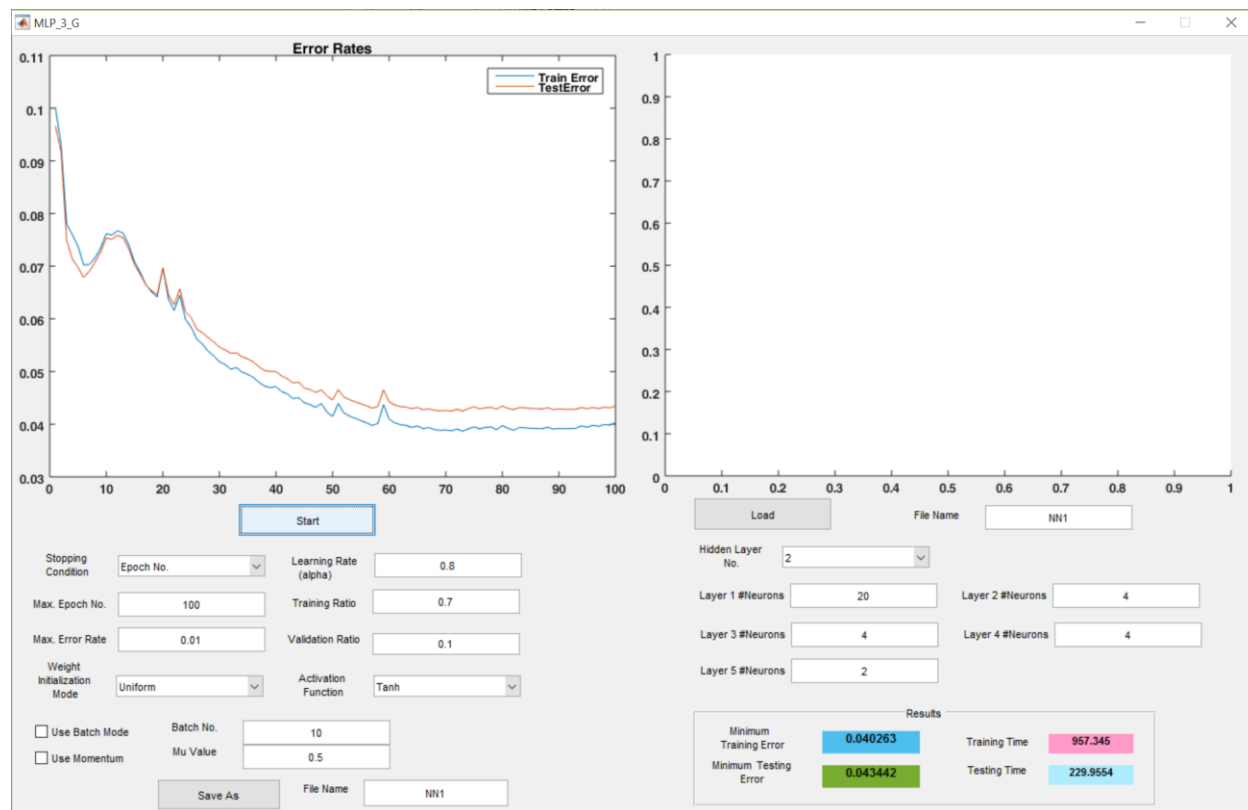 MLP_3_G
Error Rates
0.11
0.1
0.09
0.08
0.07
0.06
0.05
0.04
0.03
0 10 20 30 40 50 60 70 80 90 100
Train Error
TestError
1
0.9
0.8
0.7
0.6
0.5
0.4
0.3
0.2
0.1
0
0 0.1 0.2 0.3 0.4 0.5 0.6 0.7 0.8 0.9 1
Start
Stopping
Condition
Epoch No.
Learning Rate
(alpha)
0.8
Max. Epoch No.
100
Training Ratio
0.7
Max. Error Rate
0.01
Validation Ratio
0.1
Weight
Initialization
Mode
Uniform
Activation
Function
Tanh
Use Batch Mode
Batch No.
10
Use Momentum
Mu Value
0.5
Save As
File Name
NN1
Load
File Name
NN1
Hidden Layer
No.
2
Layer 1 #Neurons
20
Layer 2 #Neurons
4
Layer 3 #Neurons
4
Layer 4 #Neurons
4
Layer 5 #Neurons
2
Results
Minimum
Training Error
0.040263
Training Time
957.345
Minimum Testing
Error
0.043442
Testing Time
229.9554